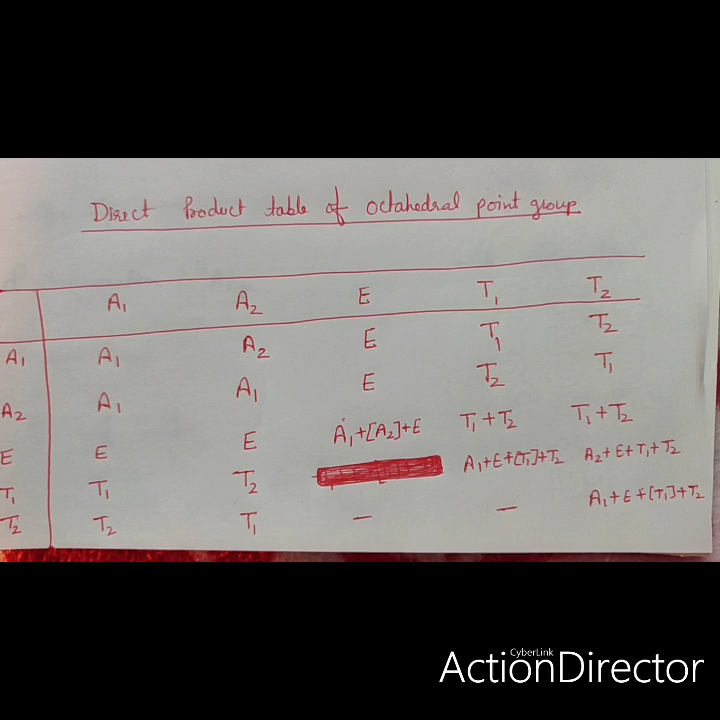 Direct Product table of octahedral point group
A₁ A₂ E T₁ T₂
A₁ A₁ A₂ E T₁ T₂
A₂ A₁ A₁ E T₂ T₁
E E E A₁+[A₂]+E T₁+T₂ T₁+T₂
T₁ T₁ T₂ A₁+E+[T₁]+T₂ A₂+E+T₁+T₂
T₂ T₂ T₁ — — A₁+E+[T₁]+T₂
CyberLink
ActionDirector